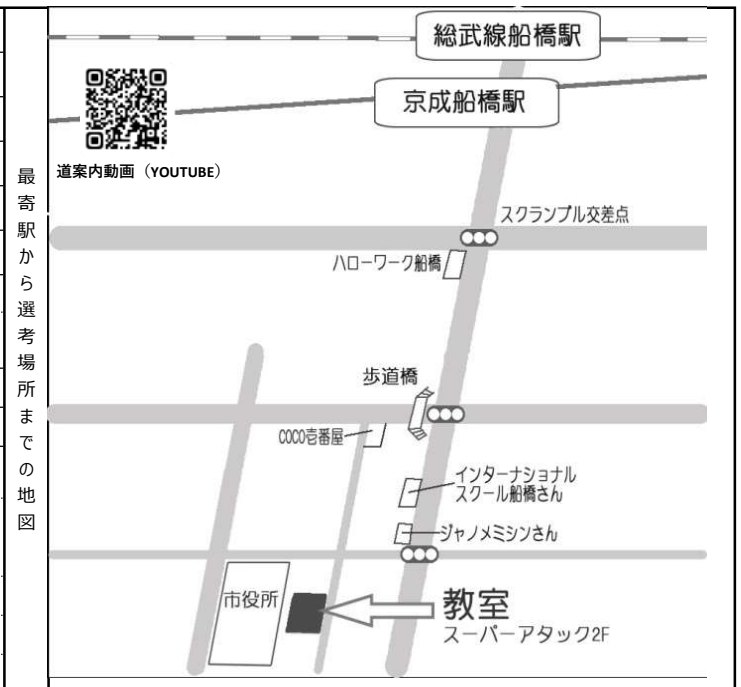 最寄駅から選考場所までの地図
総武線船橋駅
京成船橋駅
道案内動画（YOUTUBE）
スクランブル交差点
ハローワーク船橋
歩道橋
COCO壱番屋
インターナショナル
スクール船橋さん
ジャノメミシンさん
市役所
教室
スーパーアタック2F